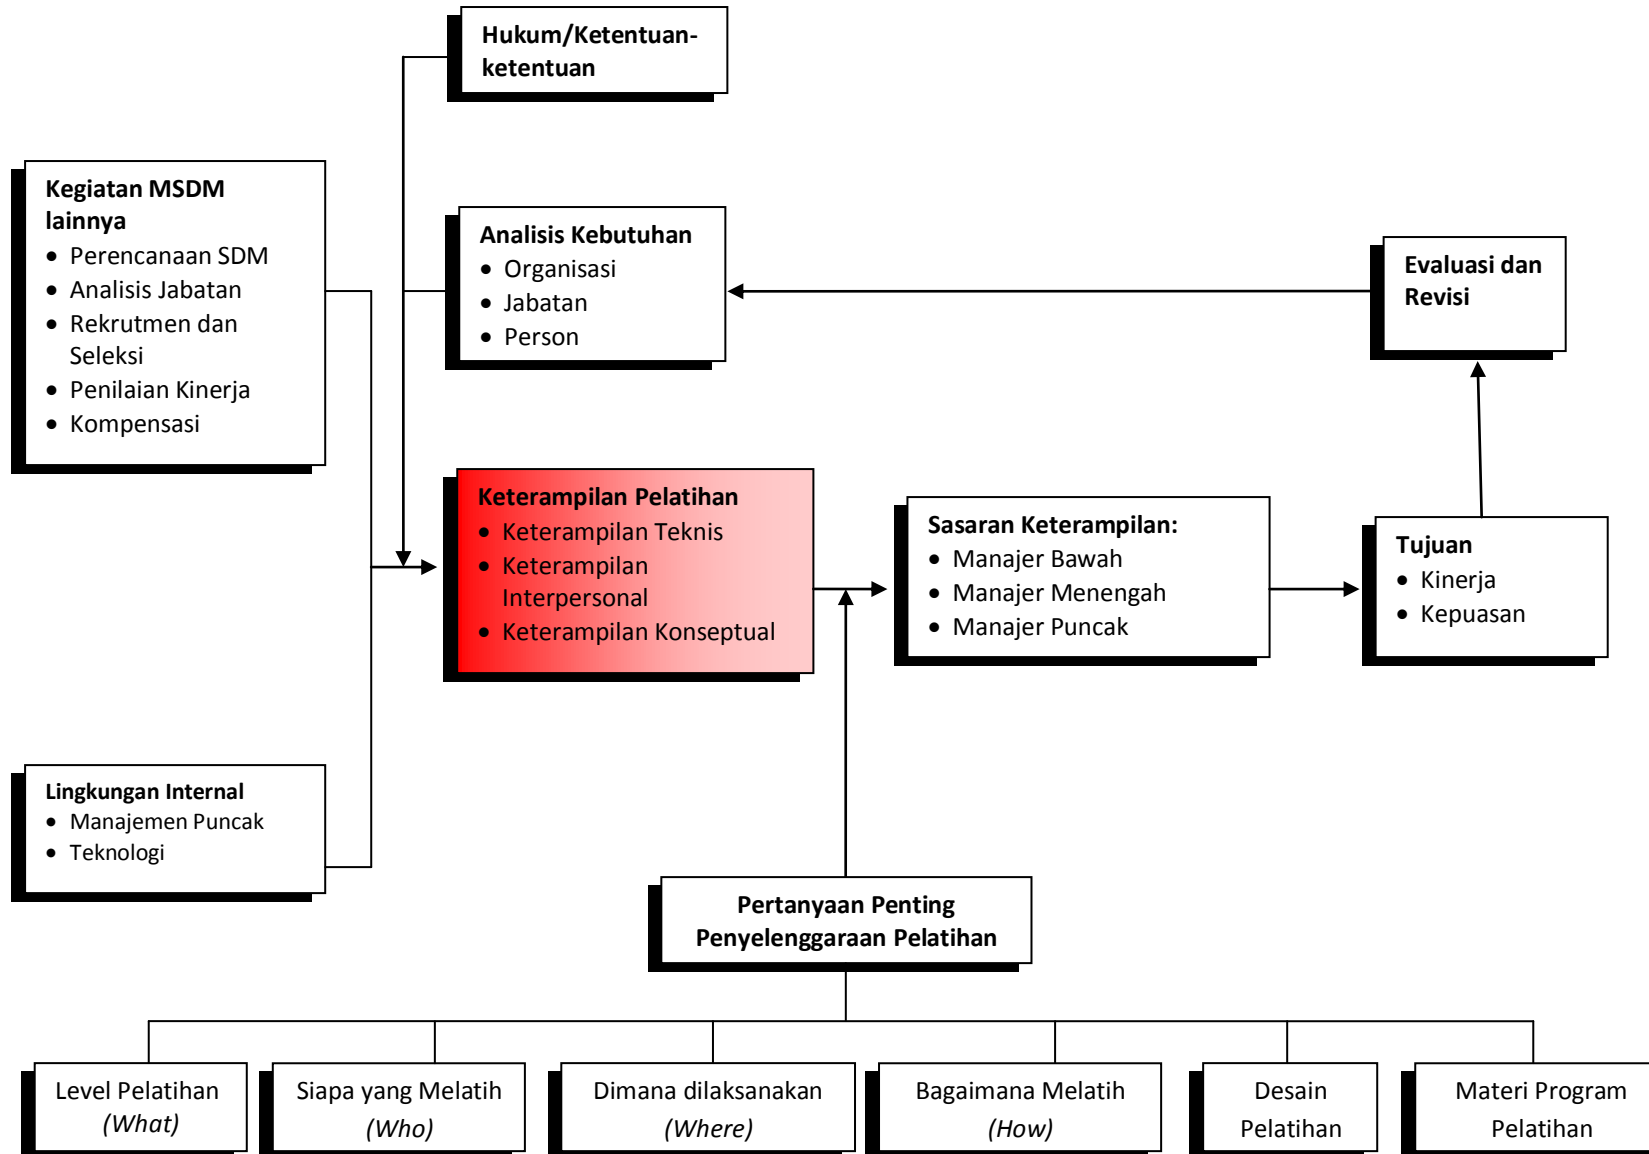 Hukum/Ketentuan-
ketentuan
Kegiatan MSDM
lainnya
• Perencanaan SDM
• Analisis Jabatan
• Rekrutmen dan
Seleksi
• Penilaian Kinerja
• Kompensasi
Analisis Kebutuhan
• Organisasi
• Jabatan
• Person
Evaluasi dan
Revisi
Keterampilan Pelatihan
• Keterampilan Teknis
• Keterampilan
Interpersonal
• Keterampilan Konseptual
Sasaran Keterampilan:
• Manajer Bawah
• Manajer Menengah
• Manajer Puncak
Tujuan
• Kinerja
• Kepuasan
Lingkungan Internal
• Manajemen Puncak
• Teknologi
Pertanyaan Penting
Penyelenggaraan Pelatihan
Level Pelatihan
(What)
Siapa yang Melatih
(Who)
Dimana dilaksanakan
(Where)
Bagaimana Melatih
(How)
Desain
Pelatihan
Materi Program
Pelatihan